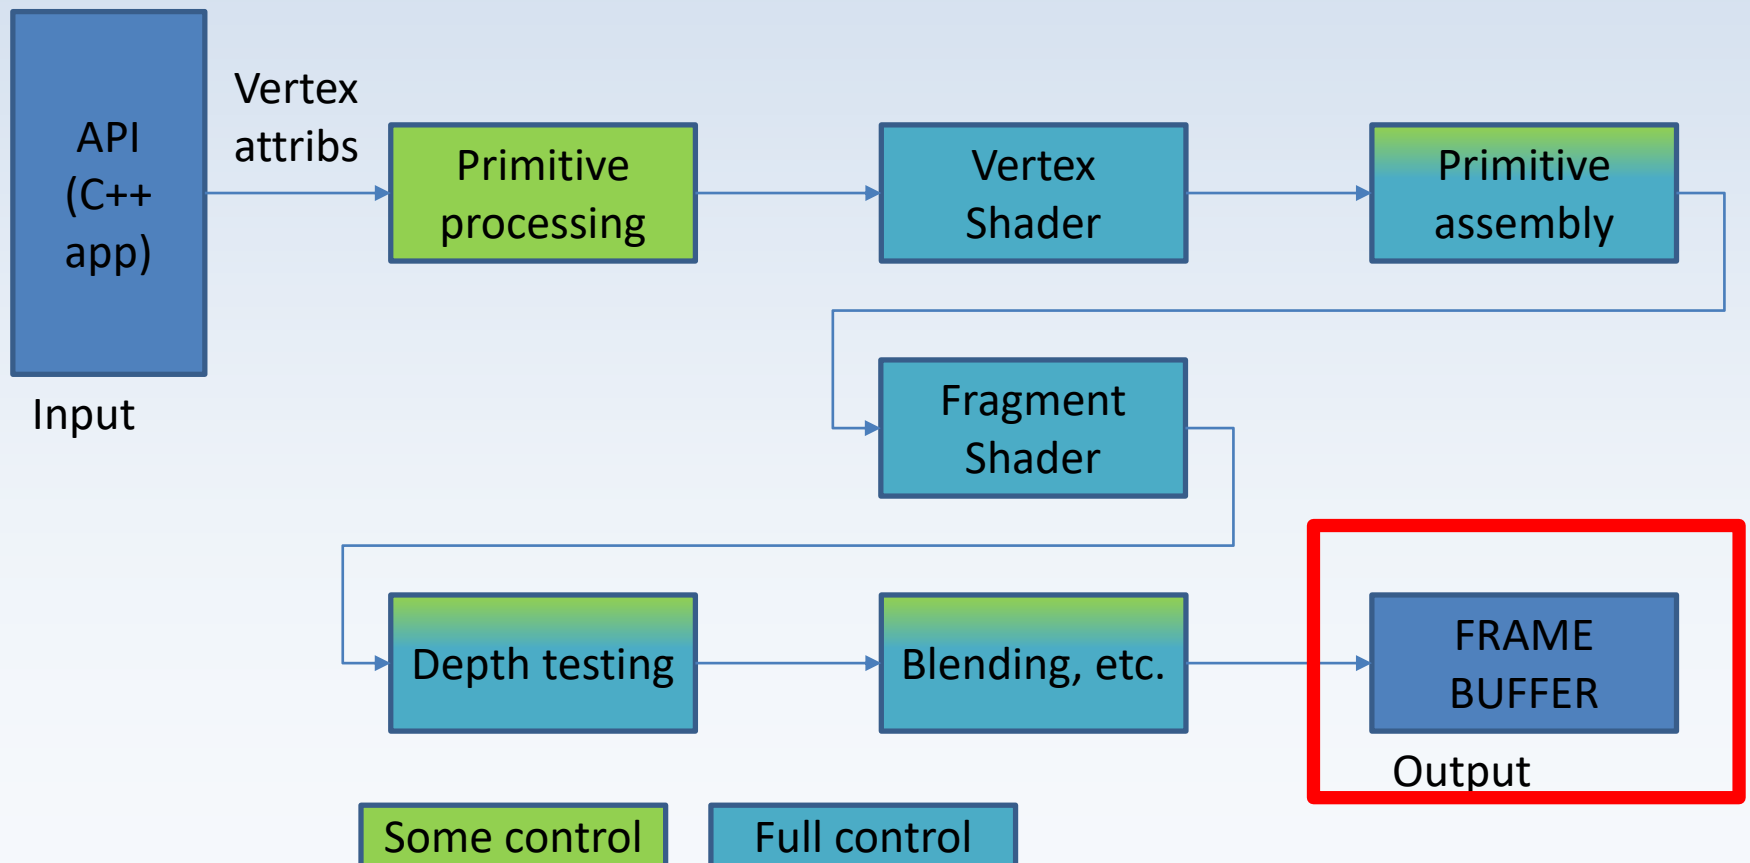 API
(C++
app)
Vertex
attribs
Primitive
processing
Vertex
Shader
Primitive
assembly
Input
Fragment
Shader
Depth testing
Blending, etc.
FRAME
BUFFER
Output
Some control
Full control